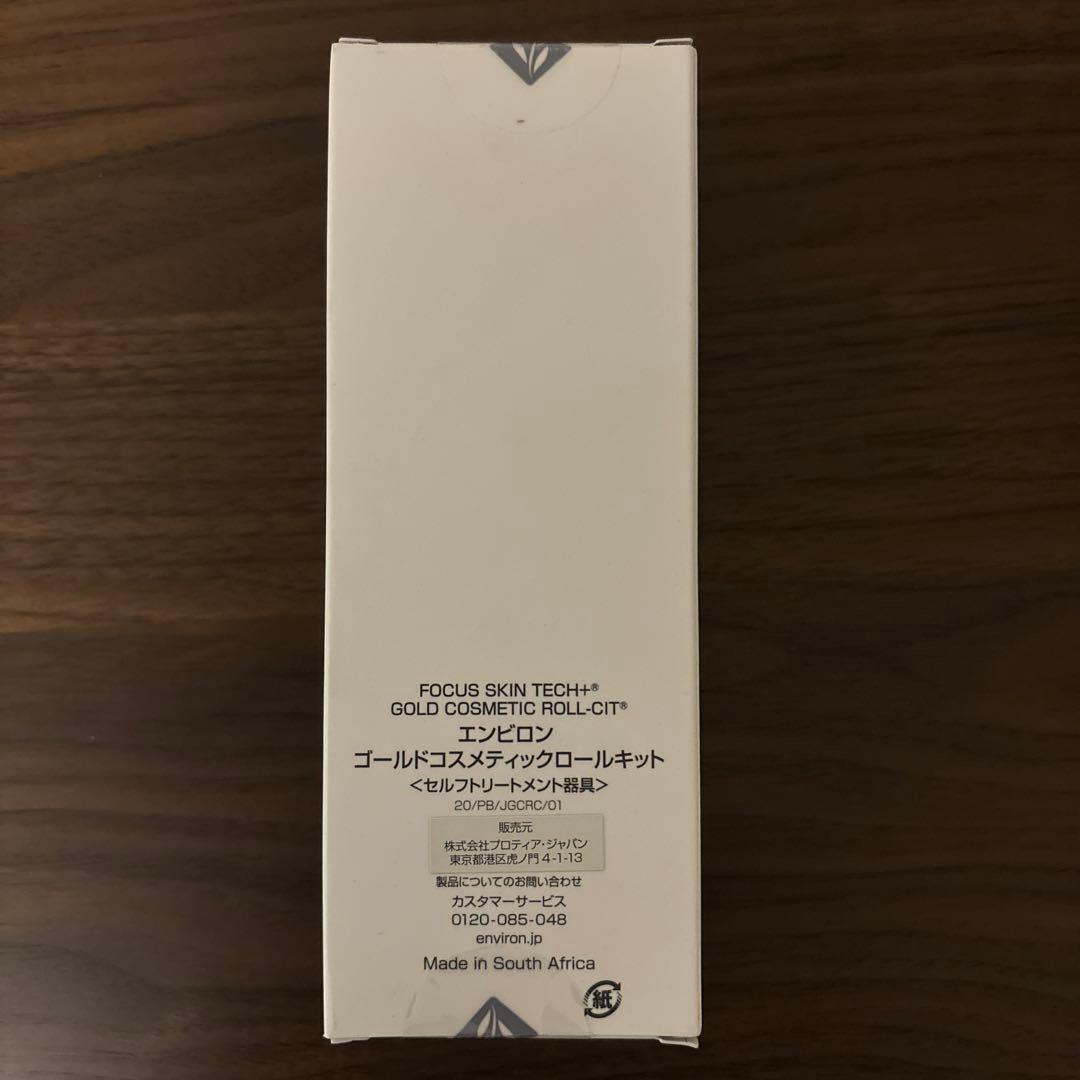 FOCUS SKIN TECH+®
GOLD COSMETIC ROLL-CIT®
エンビロン
ゴールドコスメティックロールキット
＜セルフトリートメント器具＞
20/PB/JGCRC/01
販売元
株式会社プロティア・ジャパン
東京都港区虎ノ門 4-1-13
製品についてのお問い合わせ
カスタマーサービス
0120-085-048
environ.jp
Made in South Africa
紙